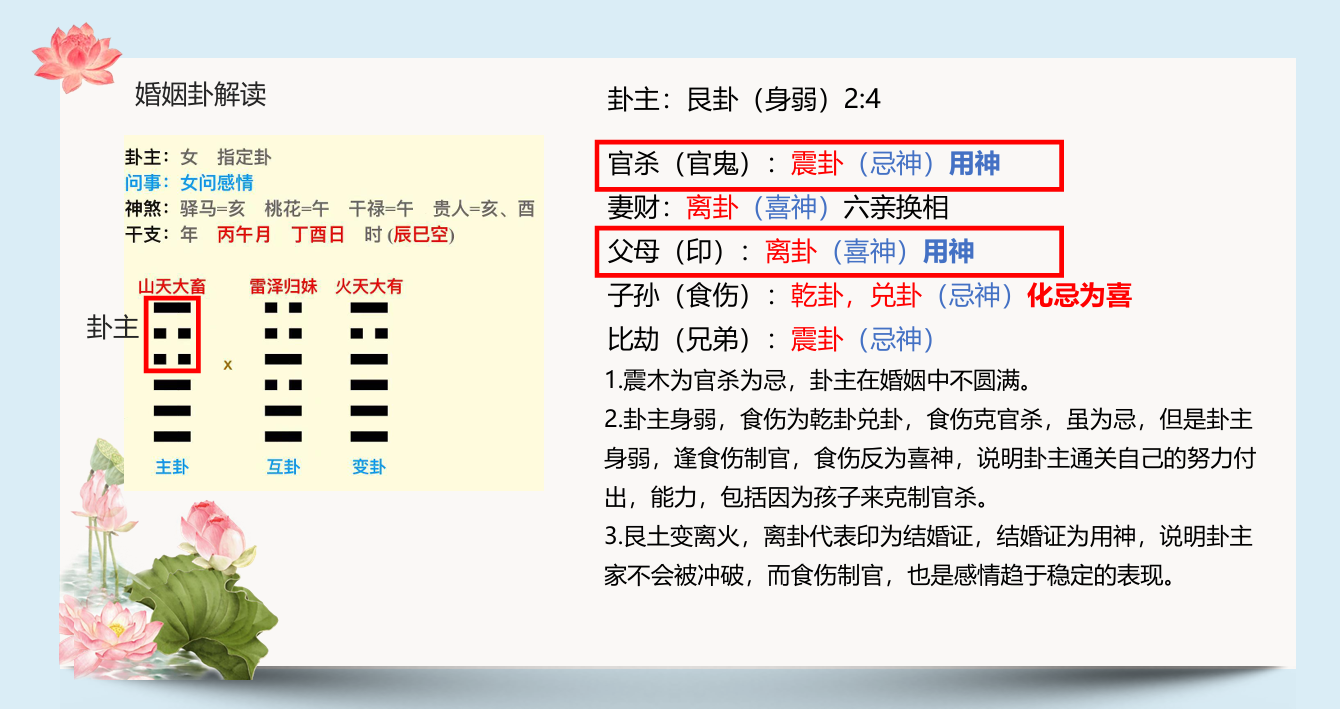 婚姻卦解读
卦主：女 指定卦
问事：女问感情
神煞：驿马=亥 桃花=午 干禄=午 贵人=亥、酉
干支：年 丙午月 丁酉日 时 (辰巳空)
山天大畜 雷泽归妹 火天大有
卦主
x
主卦 互卦 变卦
卦主：艮卦（身弱）2:4
官杀（官鬼）：震卦（忌神）用神
妻财：离卦（喜神）六亲换相
父母（印）：离卦（喜神）用神
子孙（食伤）：乾卦，兑卦（忌神）化忌为喜
比劫（兄弟）：震卦（忌神）
1.震木为官杀为忌，卦主在婚姻中不圆满。
2.卦主身弱，食伤为乾卦兑卦，食伤克官杀，虽为忌，但是卦主
身弱，逢食伤制官，食伤反为喜神，说明卦主通关自己的努力付
出，能力，包括因为孩子来克制官杀。
3.艮土变离火，离卦代表印为结婚证，结婚证为用神，说明卦主
家不会被冲破，而食伤制官，也是感情趋于稳定的表现。